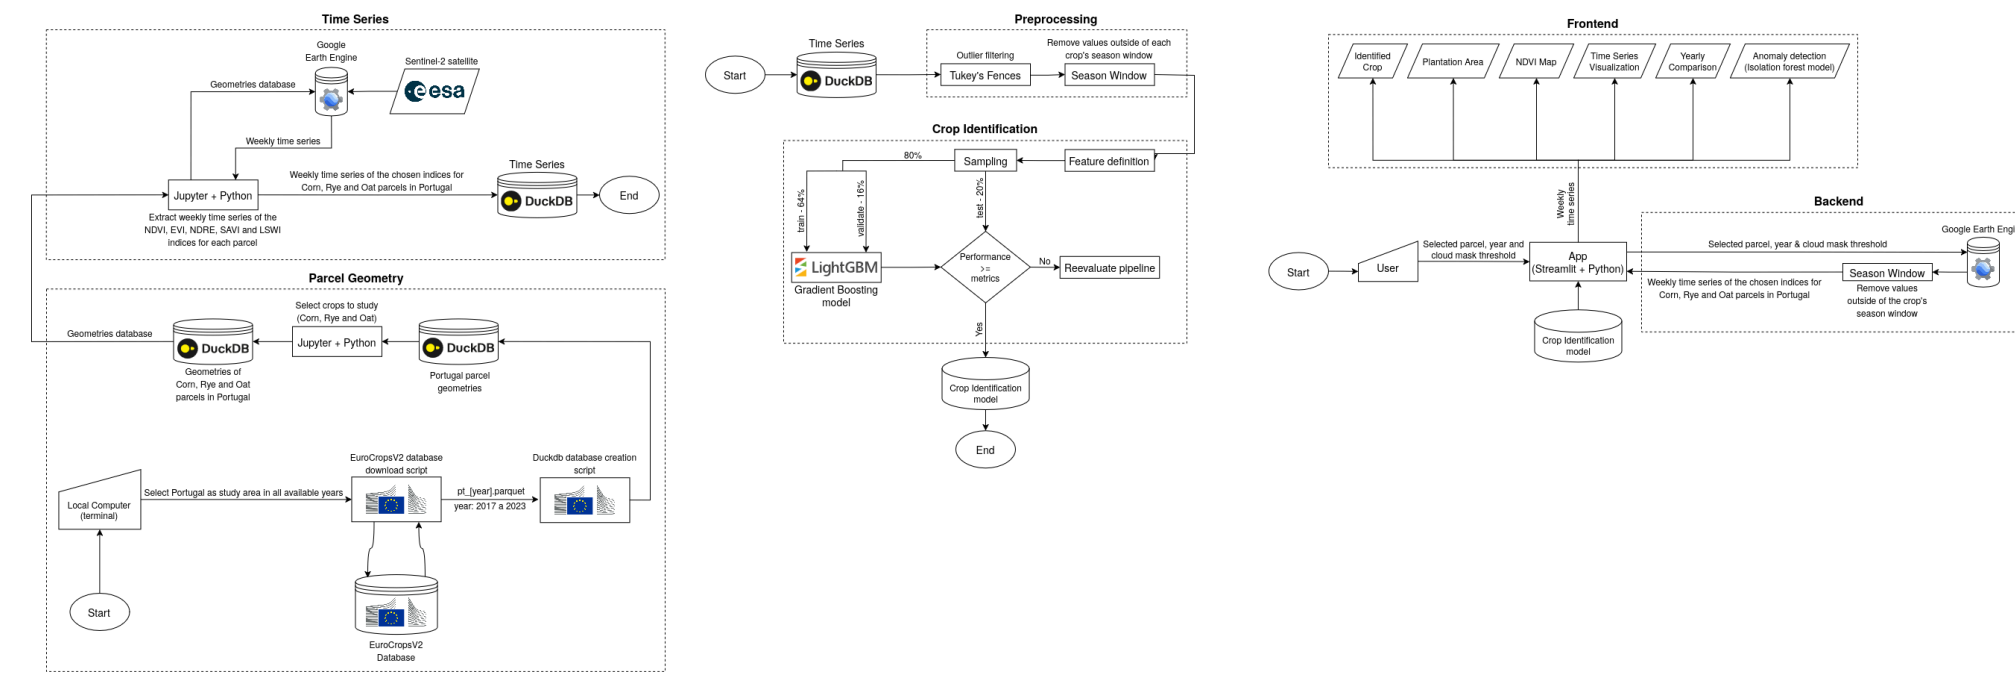 Time Series
Google
Earth Engine
Sentinel-2 satellite
Geometries database
esa
Weekly time series
Time Series
Weekly time series of the chosen indices for
Corn, Rye and Oat parcels in Portugal
Jupyter + Python
DuckDB
End
Extract weekly time series of the
NDVI, EVI, NDRE, SAVI and LSWI
indices for each parcel
Parcel Geometry
Select crops to study
(Corn, Rye and Oat)
Geometries database
DuckDB
Jupyter + Python
DuckDB
Geometries of
Corn, Rye and Oat
parcels in Portugal
Portugal parcel
geometries
EuroCropsV2 database
download script
Duckdb database creation
script
Local Computer
(terminal)
Select Portugal as study area in all available years
pt_[year].parquet
year: 2017 a 2023
Start
EuroCropsV2
Database
Preprocessing
Start
Time Series
DuckDB
Outlier filtering
Tukey's Fences
Remove values outside of each
crop's season window
Season Window
Crop Identification
80%
Sampling
Feature definition
train - 64%
validate - 16%
test - 20%
LightGBM
Gradient Boosting
model
Performance
>=
metrics
No
Reevaluate pipeline
Yes
Crop Identification
model
End
Frontend
Identified
Crop
Plantation Area
NDVI Map
Time Series
Visualization
Yearly
Comparison
Anomaly detection
(Isolation forest model)
Weekly
time series
Backend
Google Earth Engi
Start
User
Selected parcel, year and
cloud mask threshold
App
(Streamlit + Python)
Selected parcel, year & cloud mask threshold
Season Window
Weekly time series of the chosen indices for
Corn, Rye and Oat parcels in Portugal
Remove values
outside of the crop's
season window
Crop Identification
model